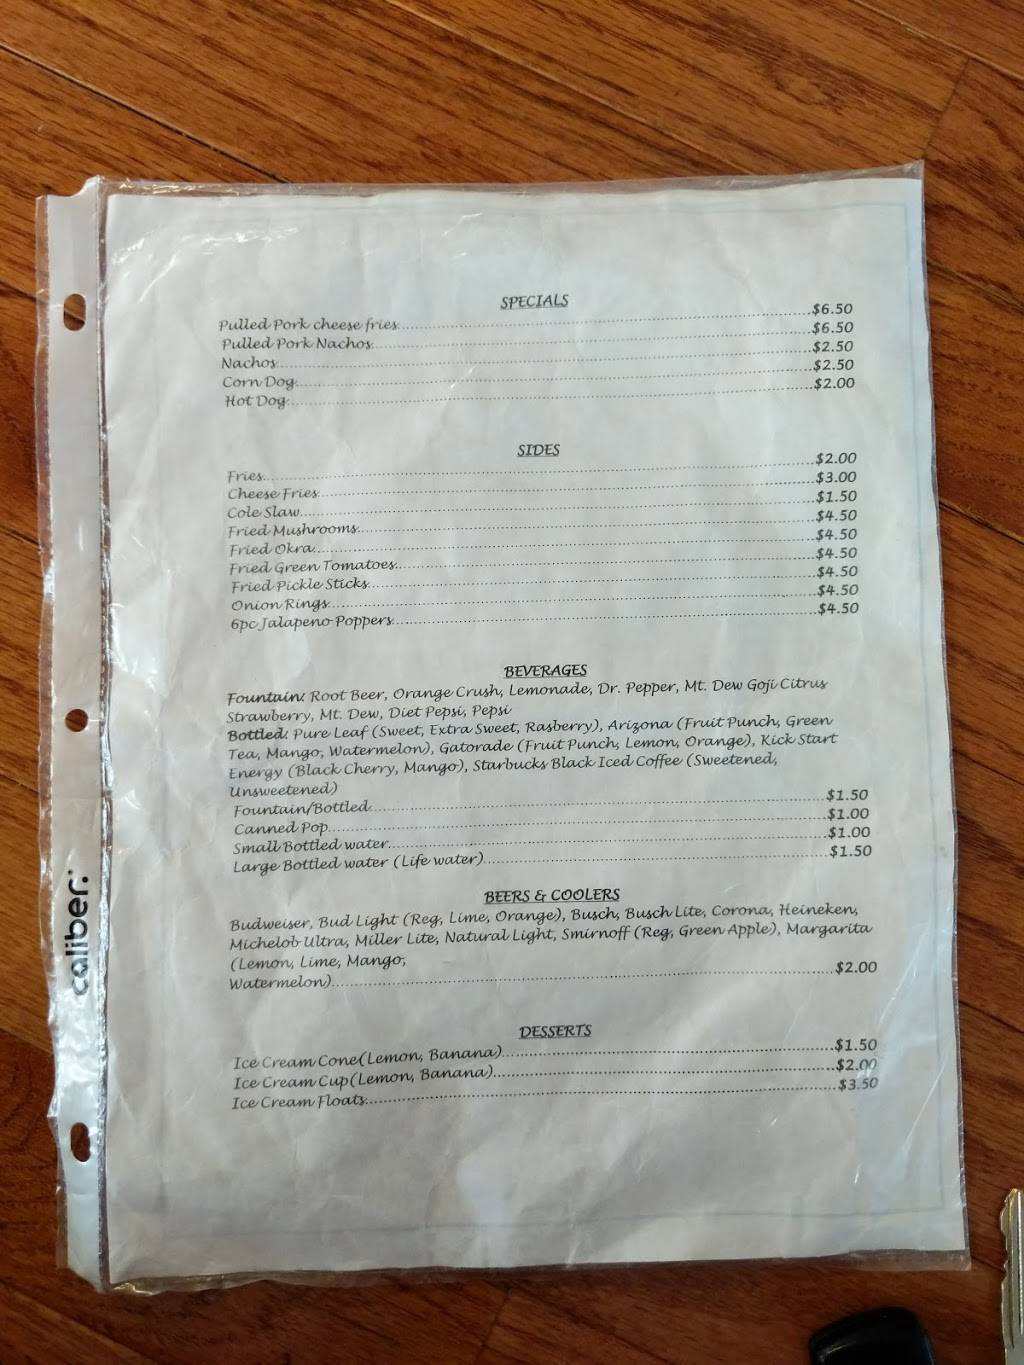 SPECIALS
Pulled Pork cheese fries.....$6.50
Pulled Pork Nachos.....$6.50
Nachos.....$2.50
Corn Dog.....$2.50
Hot Dog.....$2.00
SIDES
Fries.....$2.00
Cheese Fries.....$3.00
Cole Slaw.....$1.50
Fried Mushrooms.....$4.50
Fried Okra.....$4.50
Fried Green Tomatoes.....$4.50
Fried Pickle Sticks.....$4.50
Onion Rings.....$4.50
6pc Jalapeno Poppers.....$4.50
BEVERAGES
Fountain: Root Beer, Orange Crush, Lemonade, Dr. Pepper, Mt. Dew Goji Citrus
Strawberry, Mt. Dew, Diet Pepsi, Pepsi
Bottled: Pure Leaf (Sweet, Extra Sweet, Rasberry), Arizona (Fruit Punch, Green
Tea, Mango, Watermelon), Gatorade (Fruit Punch, Lemon, Orange), Kick Start
Energy (Black Cherry, Mango), Starbucks Black Iced Coffee (Sweetened,
Unsweetened)
Fountain/Bottled.....$1.50
Canned Pop.....$1.00
Small Bottled water.....$1.00
Large Bottled water (Life water).....$1.50
BEERS & COOLERS
Budweiser, Bud Light (Reg, Lime, Orange), Busch, Busch Lite, Corona, Heineken,
Michelob Ultra, Miller Lite, Natural Light, Smirnoff (Reg, Green Apple), Margarita
(Lemon, Lime, Mango,
Watermelon).....$2.00
DESSERTS
Ice Cream Cone(Lemon, Banana).....$1.50
Ice Cream Cup(Lemon, Banana).....$2.00
Ice Cream Floats.....$3.50
caliber.